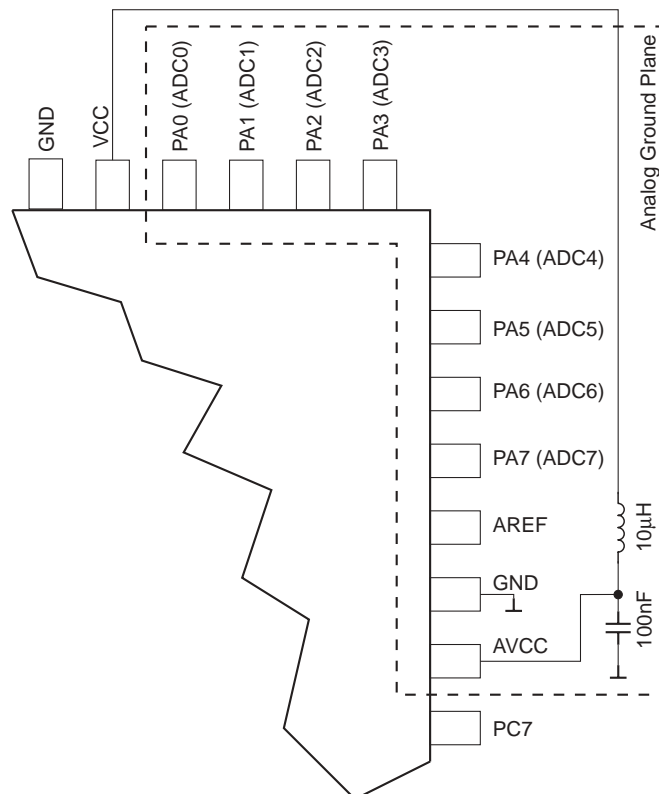 GND
VCC
PA0 (ADC0)
PA1 (ADC1)
PA2 (ADC2)
PA3 (ADC3)
Analog Ground Plane
PA4 (ADC4)
PA5 (ADC5)
PA6 (ADC6)
PA7 (ADC7)
AREF
10µH
GND
100nF
AVCC
PC7